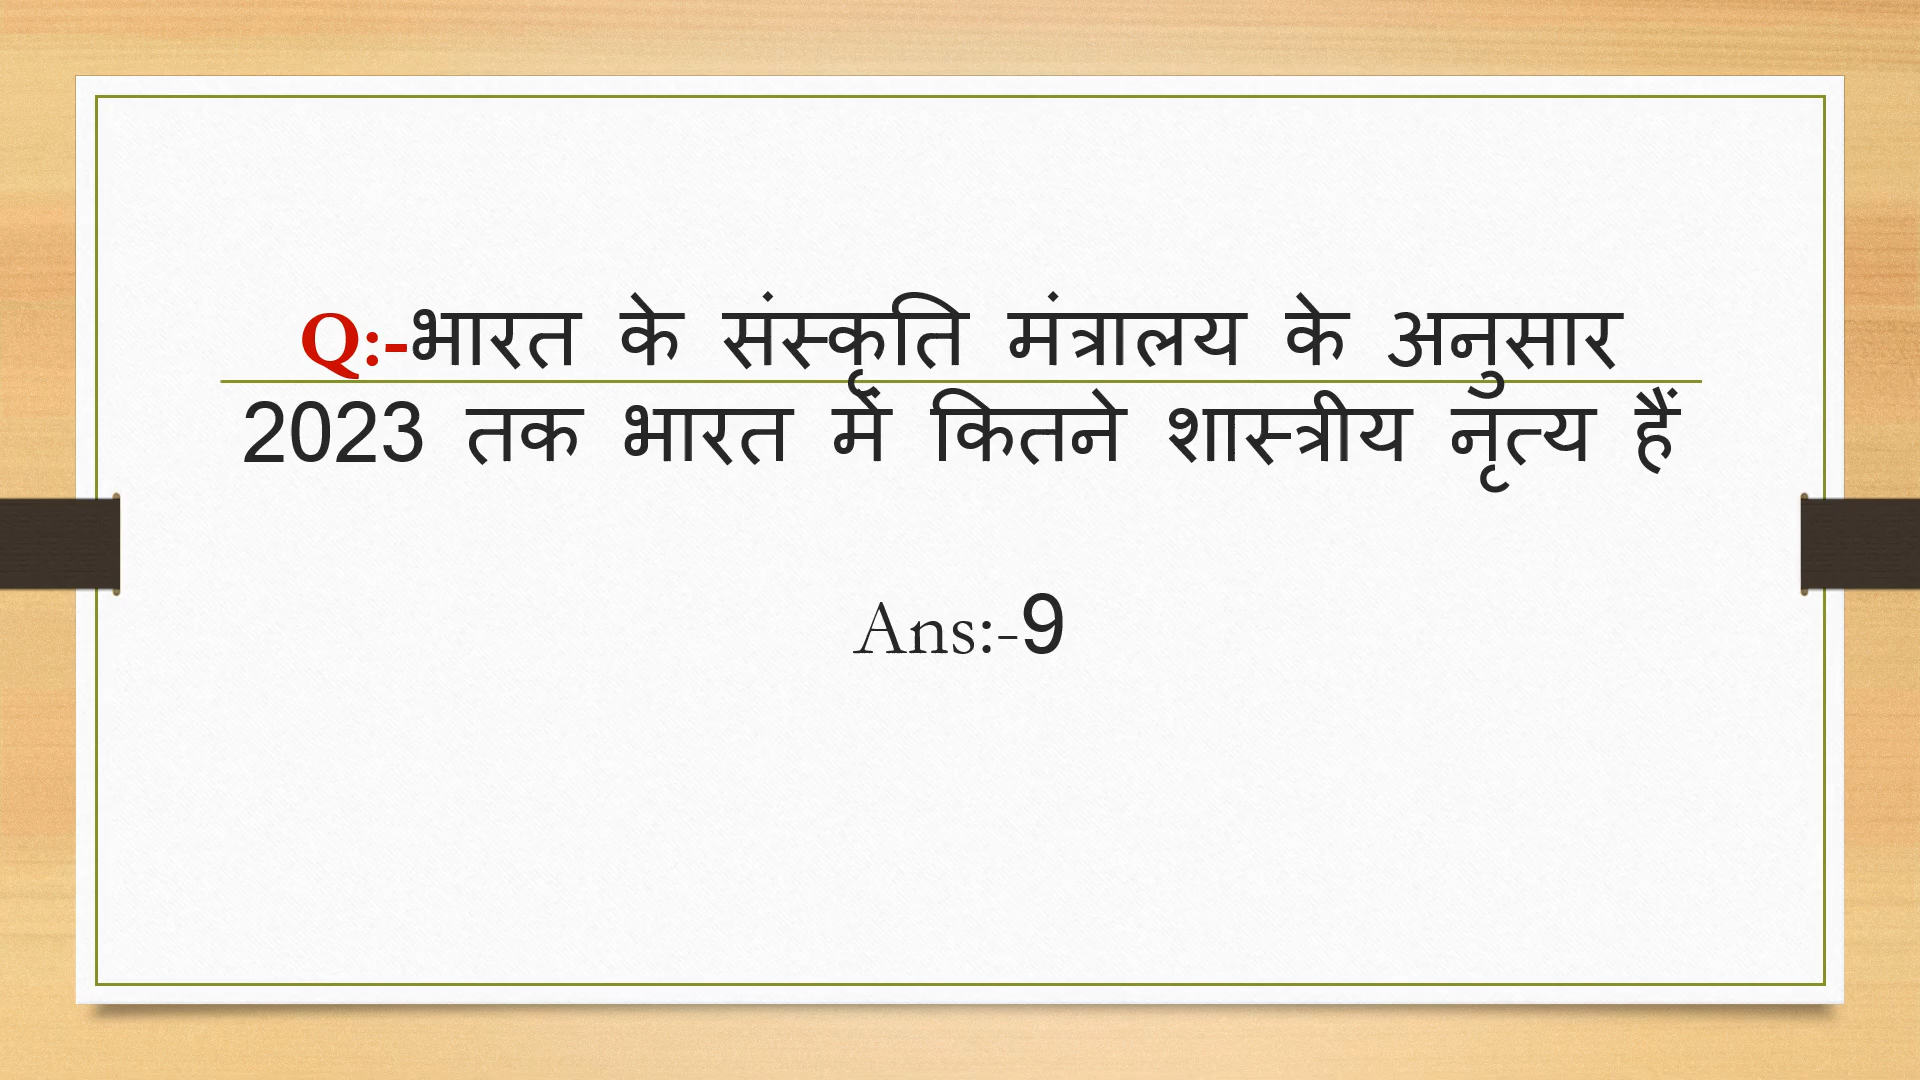 Q:-भारत के संस्कृति मंत्रालय के अनुसार
2023 तक भारत में कितने शास्त्रीय नृत्य हैं
Ans:-9